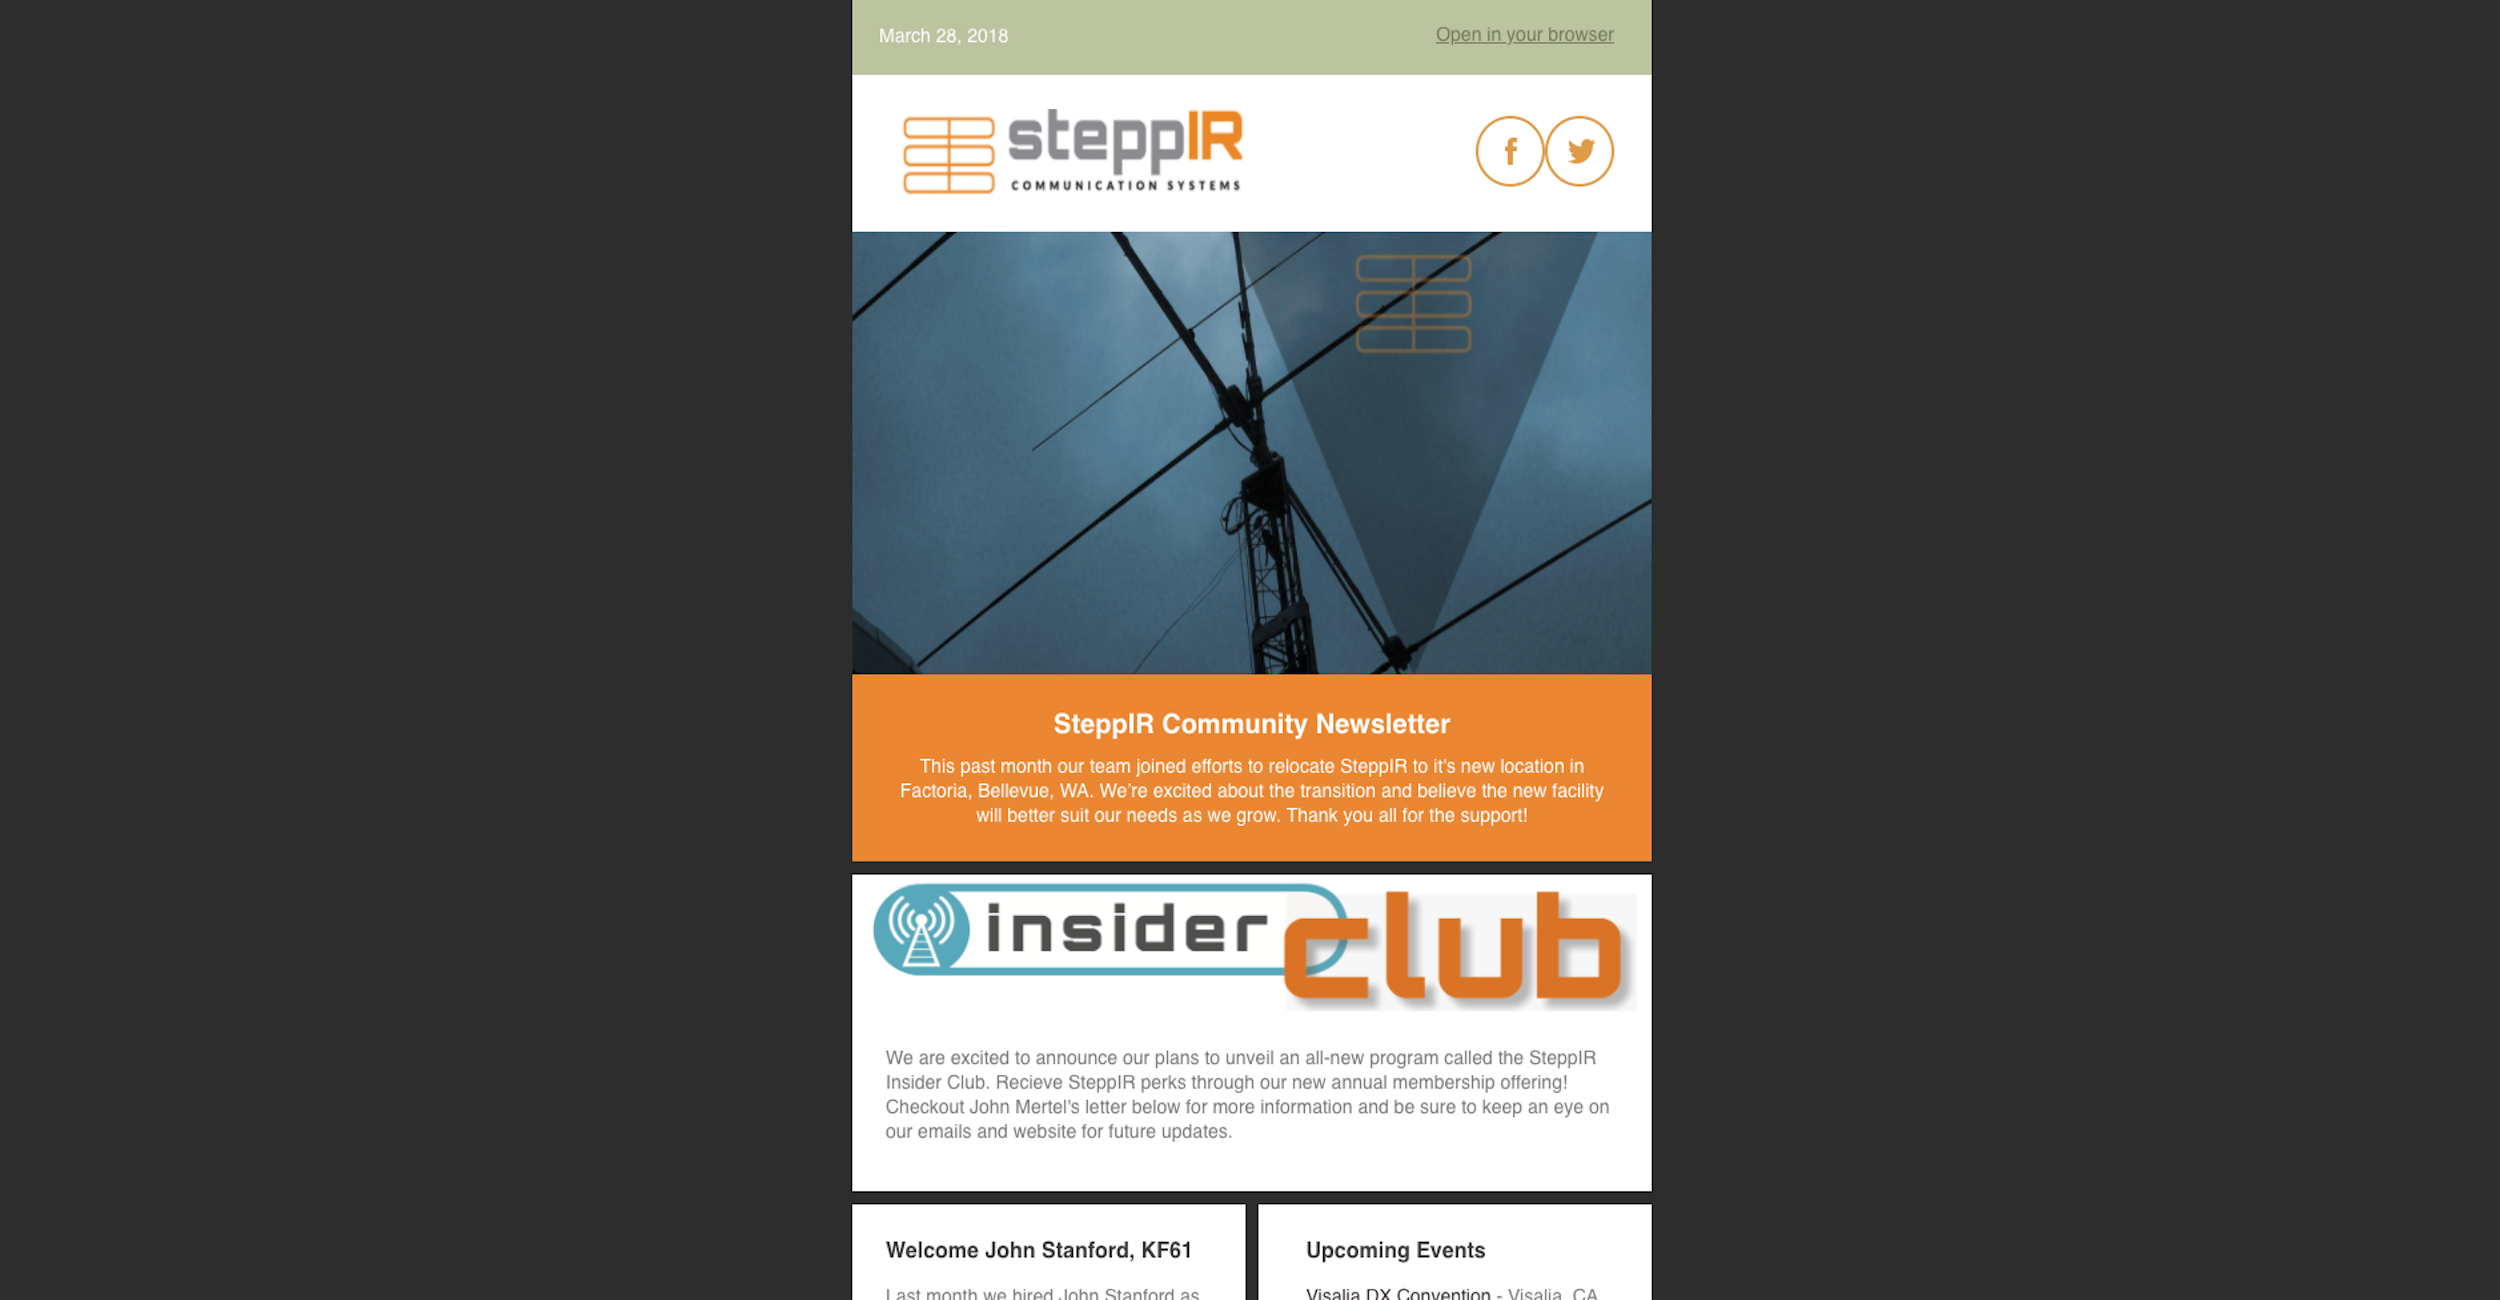 March 28, 2018
Open in your browser
steppIR
COMMUNICATION SYSTEMS
SteppIR Community Newsletter
This past month our team joined efforts to relocate SteppIR to it's new location in
Factoria, Bellevue, WA. We're excited about the transition and believe the new facility
will better suit our needs as we grow. Thank you all for the support!
insider club
We are excited to announce our plans to unveil an all-new program called the SteppIR
Insider Club. Recieve SteppIR perks through our new annual membership offering!
Checkout John Mertel's letter below for more information and be sure to keep an eye on
our emails and website for future updates.
Welcome John Stanford, KF61
Last month we hired John Stanford as
Upcoming Events
Visalia DX Convention - Visalia, CA